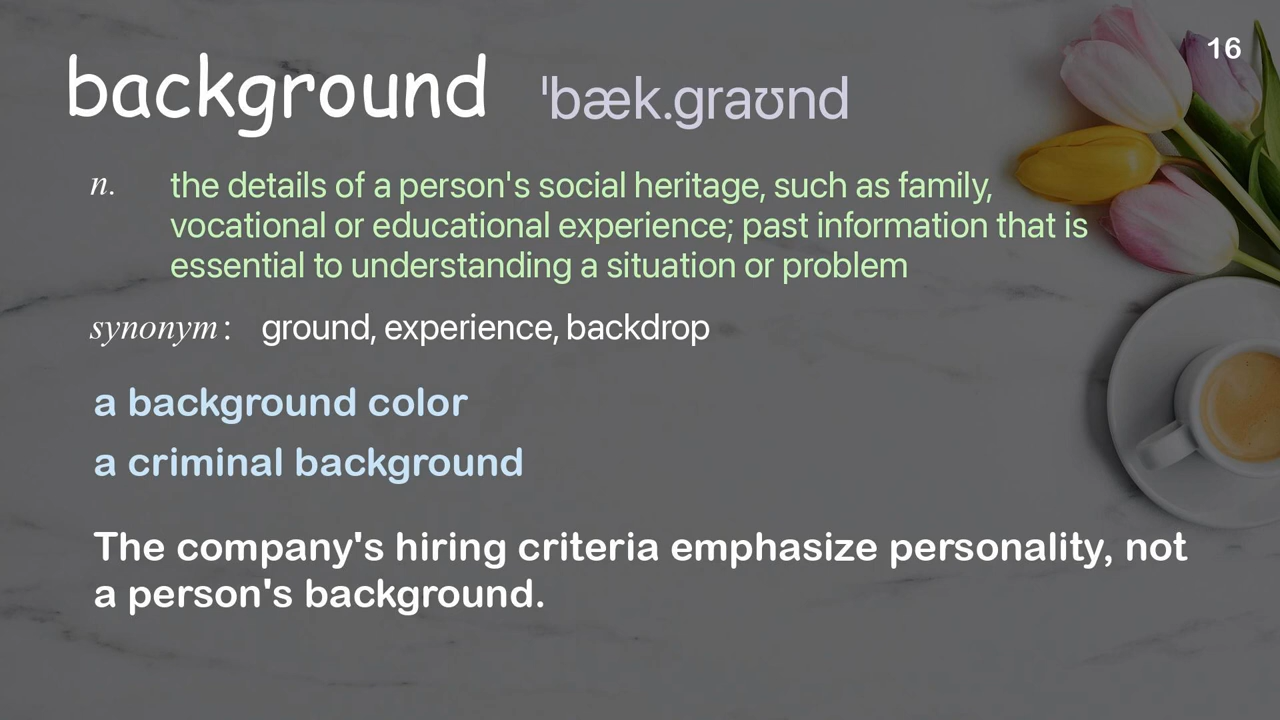 16
background ˈbæk.graʊnd
n. the details of a person's social heritage, such as family,
vocational or educational experience; past information that is
essential to understanding a situation or problem
synonym: ground, experience, backdrop
a background color
a criminal background
The company's hiring criteria emphasize personality, not
a person's background.